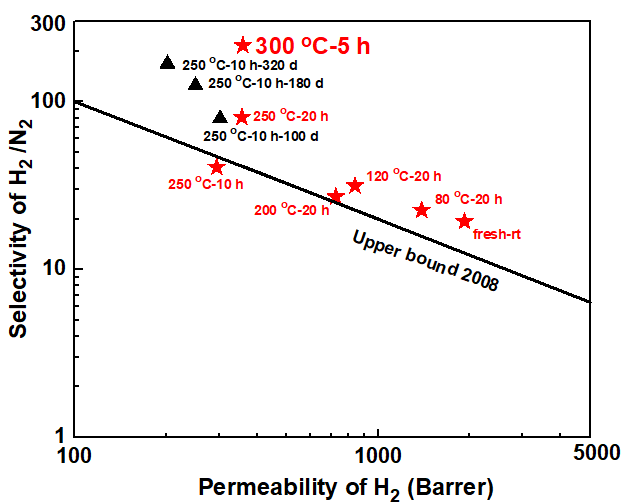 300
300 °C-5 h
250 °C-10 h-320 d
250 °C-10 h-180 d
100
250 °C-20 h
250 °C-10 h-100 d
120 °C-20 h
250 °C-10 h
80 °C-20 h
200 °C-20 h
fresh-rt
Upper bound 2008
10
1
100
1000
5000
Selectivity of H₂ /N₂
Permeability of H₂ (Barrer)